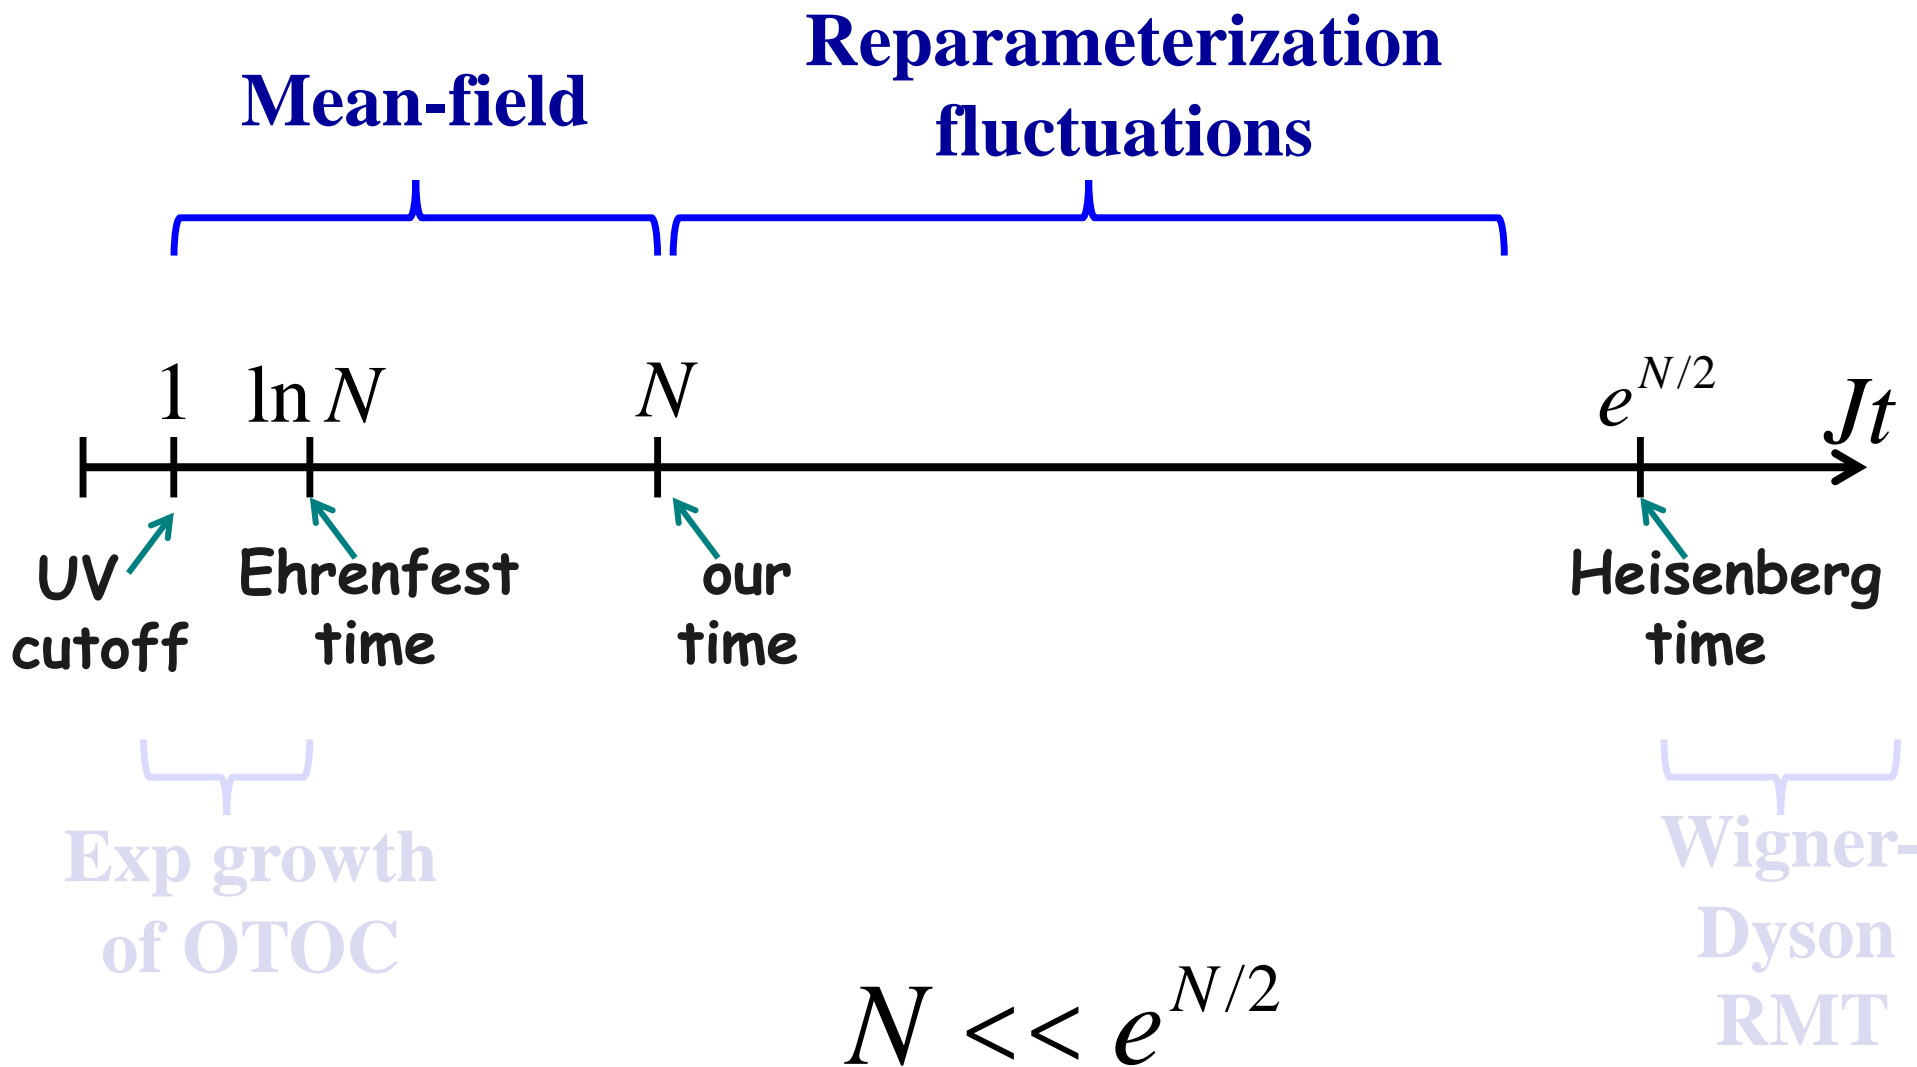 Reparameterization
fluctuations
Mean-field
1 ln N N e^{N/2} Jt
UV
cutoff
Ehrenfest
time
our
time
Heisenberg
time
Exp growth
of OTOC
Wigner-
Dyson
RMT
N << e^{N/2}